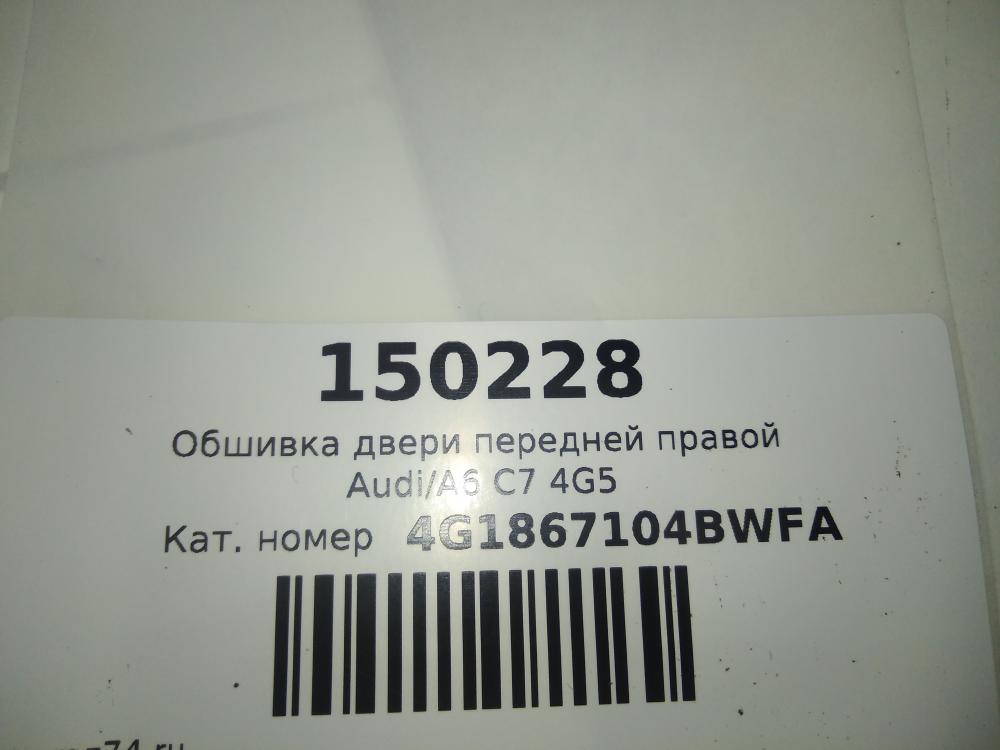 150228
Обшивка двери передней правой
Audi/A6 C7 4G5
Кат. номер 4G1867104BWFA